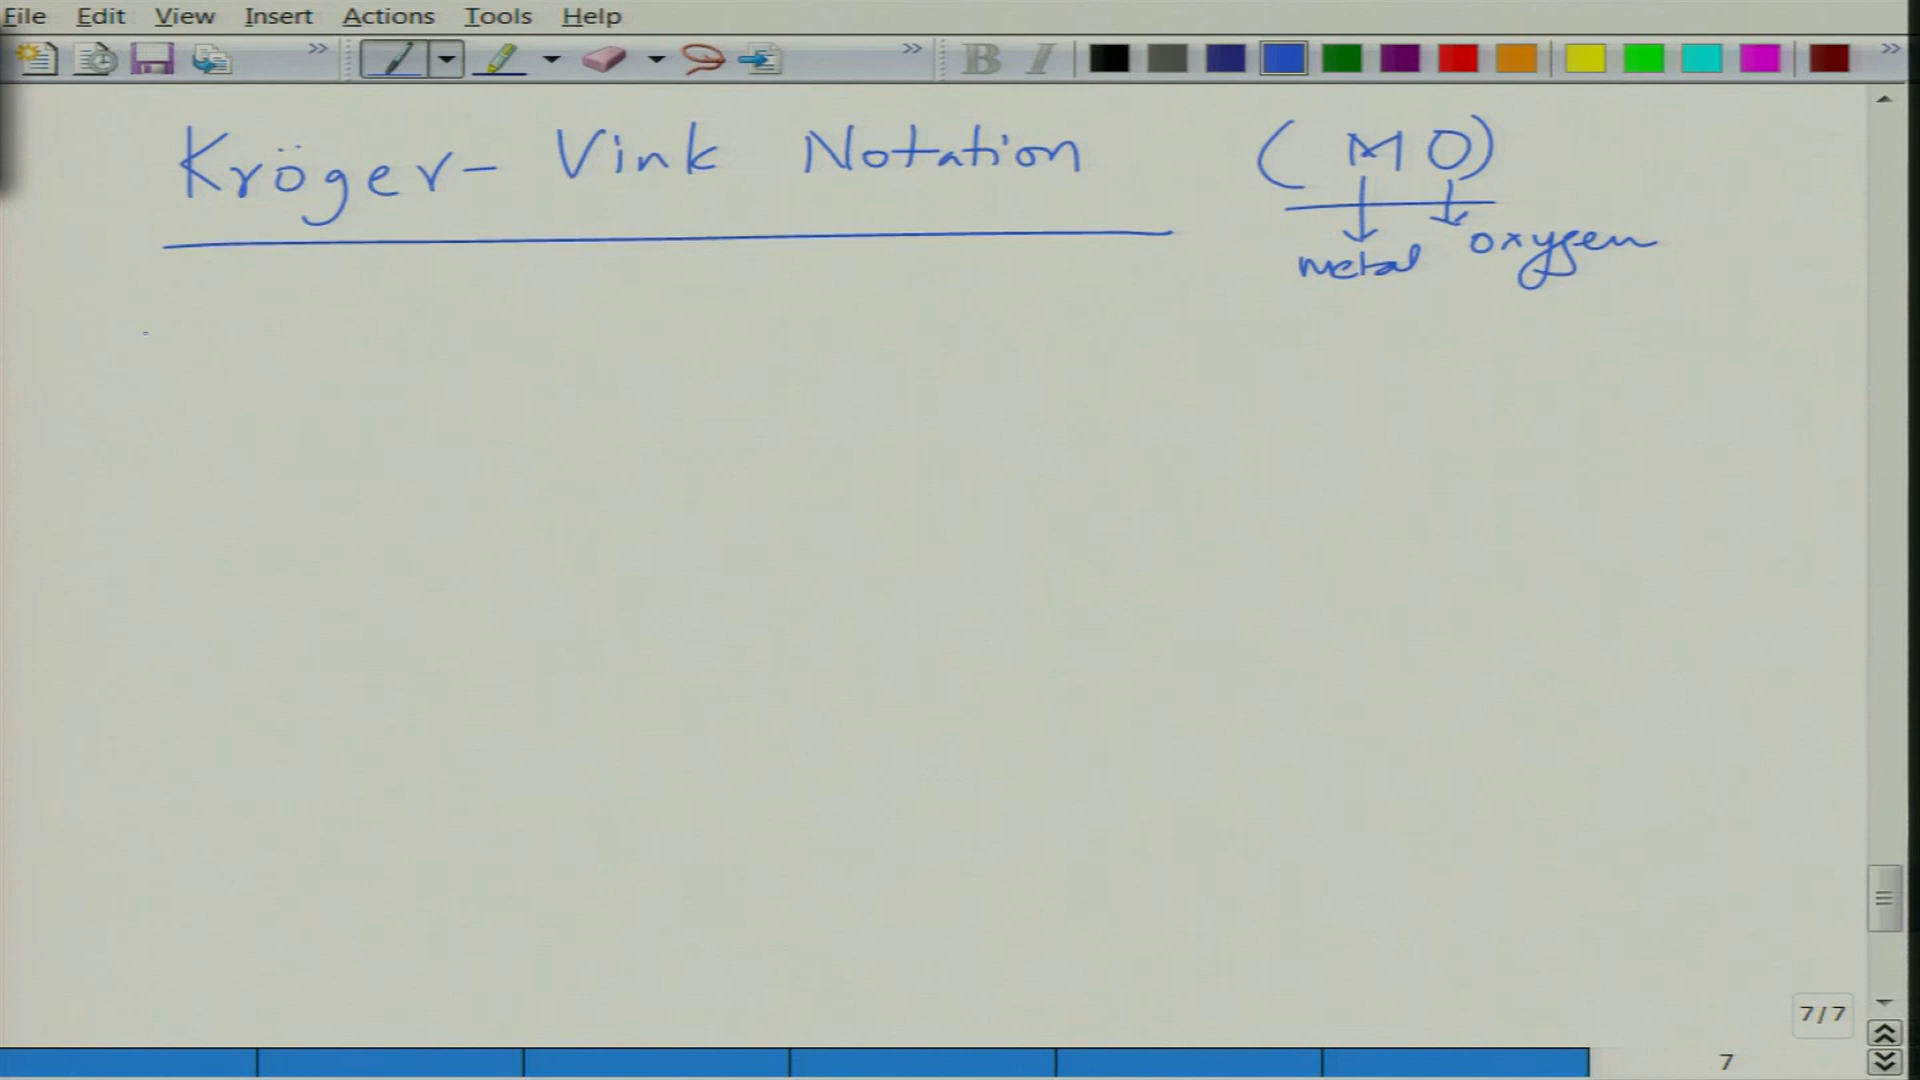 File Edit View Insert Actions Tools Help
B I
Kröger- Vink Notation (MO)
metal oxygen
7/7
7